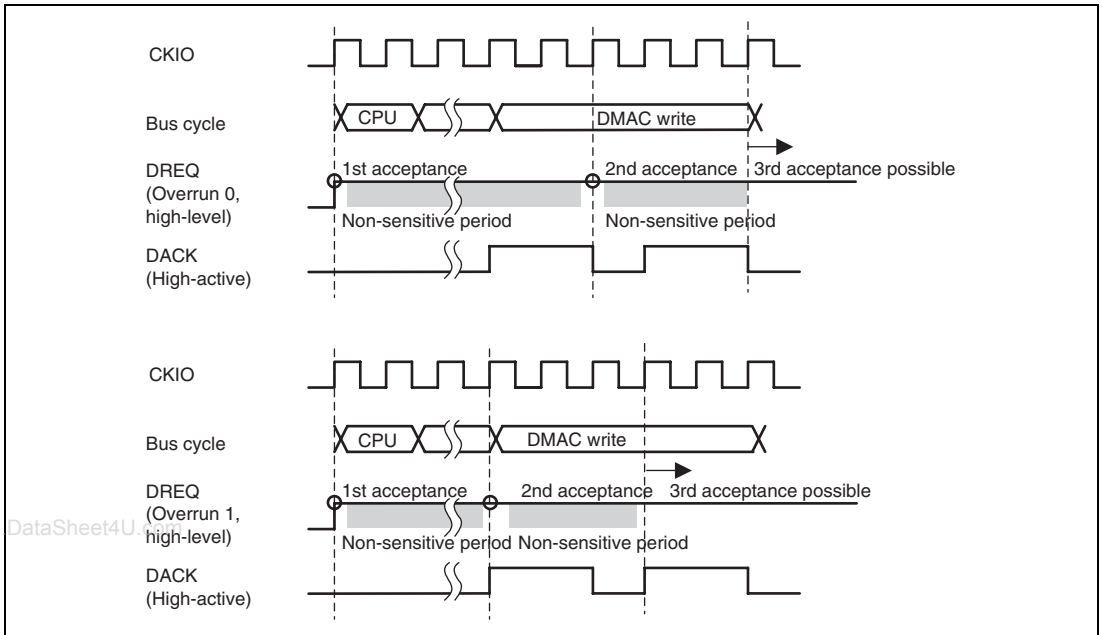 CKIO
Bus cycle
CPU
DMAC write
DREQ
(Overrun 0,
high-level)
1st acceptance
2nd acceptance
3rd acceptance possible
Non-sensitive period
Non-sensitive period
DACK
(High-active)
CKIO
Bus cycle
CPU
DMAC write
DREQ
(Overrun 1,
high-level)
1st acceptance
2nd acceptance
3rd acceptance possible
Non-sensitive period
Non-sensitive period
DataSheet4U.com
DACK
(High-active)